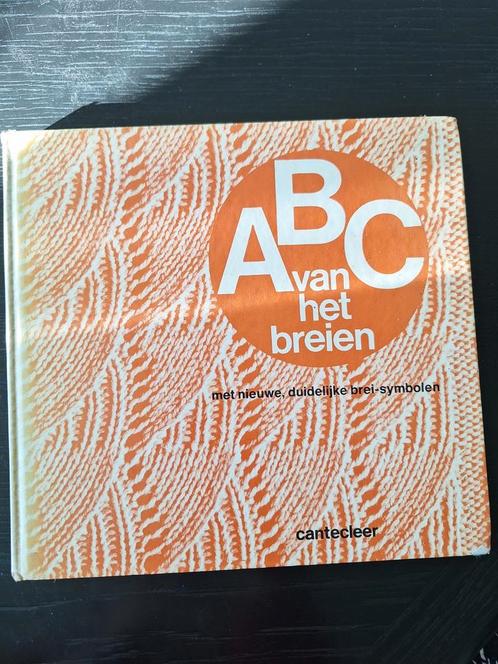 ABC
van
het
breien
met nieuwe, duidelijke brei-symbolen
cantecleer